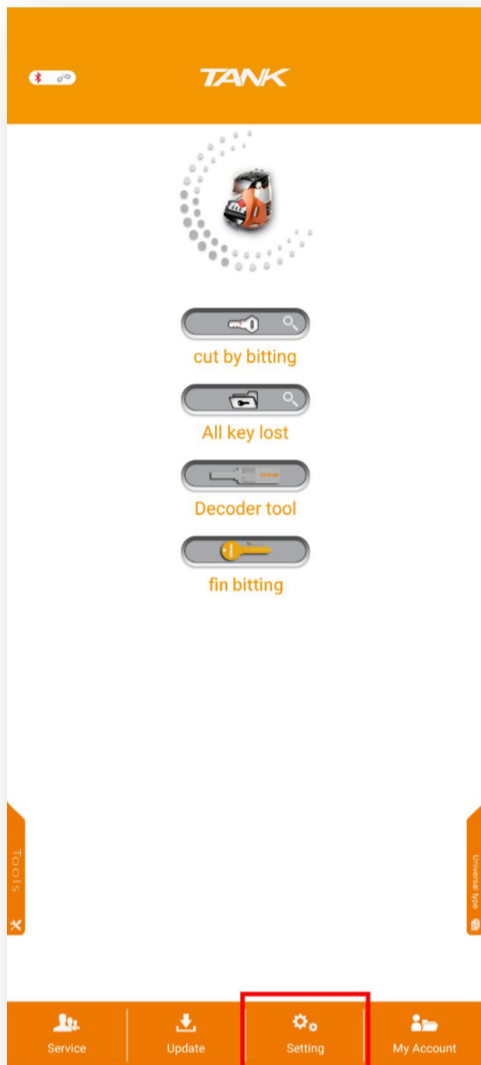 TANK
cut by bitting
All key lost
Decoder tool
fin bitting
Tools
Universal type
Service
Update
Setting
My Account